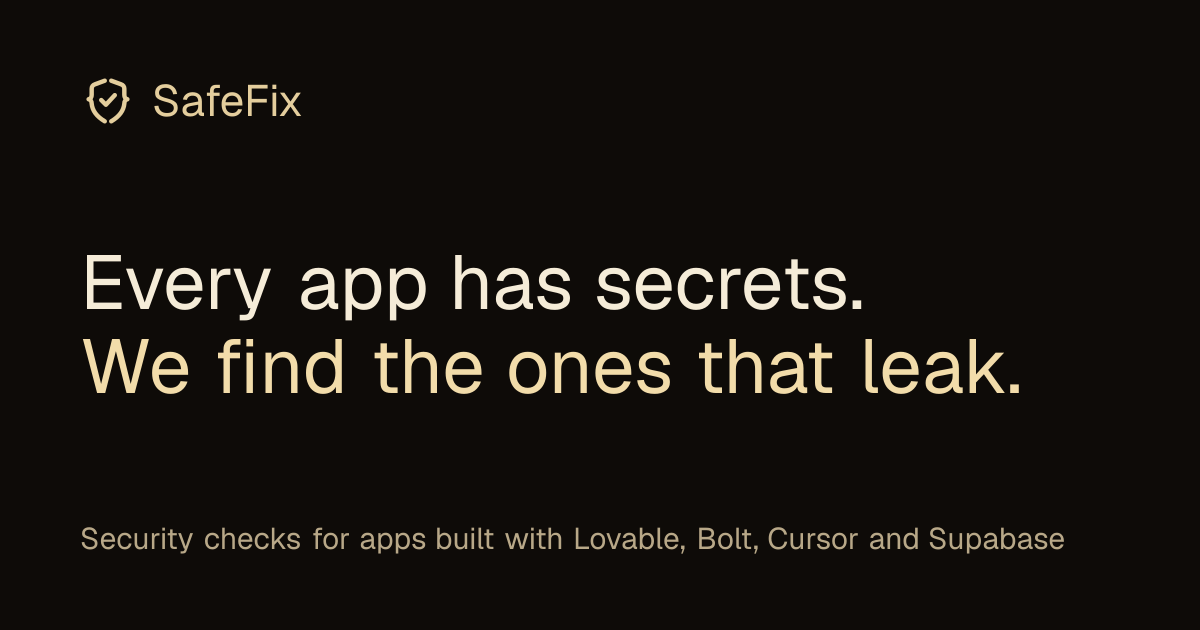 SafeFix
Every app has secrets.
We find the ones that leak.
Security checks for apps built with Lovable, Bolt, Cursor and Supabase